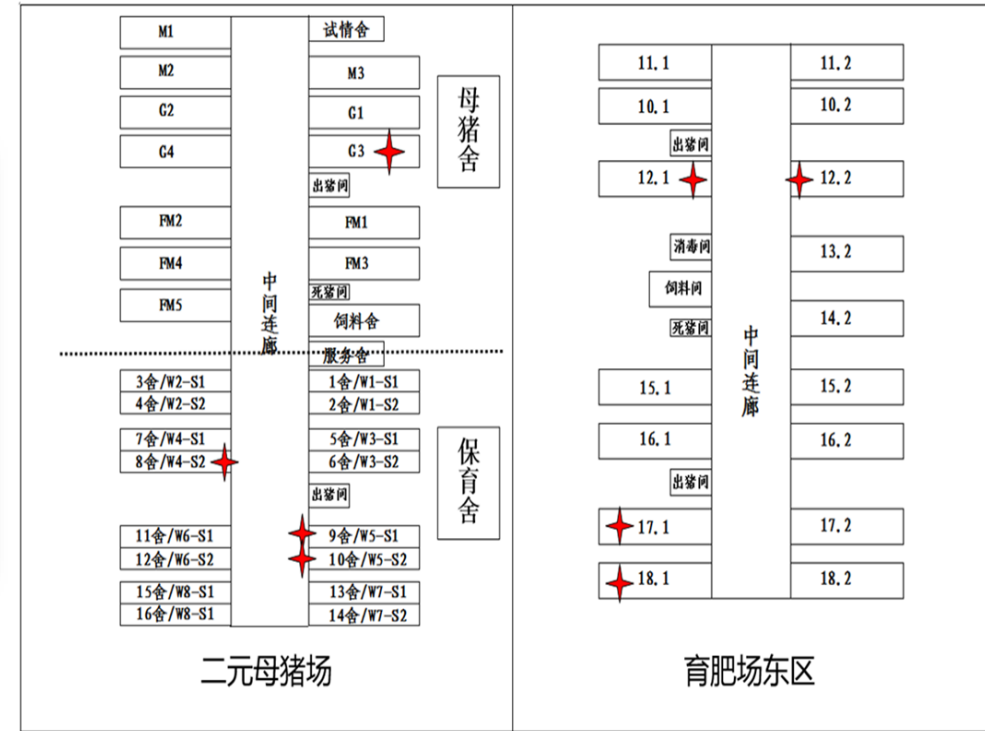 M1
试情舍
M2
M3
G2
G1
G4
G3
出猪间
FM2
FM1
FM4
FM3
死猪间
FM5
饲料舍
服务舍
中间连廊
母猪舍
3舍/W2-S1
1舍/W1-S1
4舍/W2-S2
2舍/W1-S2
7舍/W4-S1
5舍/W3-S1
8舍/W4-S2
6舍/W3-S2
出猪间
保育舍
11舍/W6-S1
9舍/W5-S1
12舍/W6-S2
10舍/W5-S2
15舍/W8-S1
13舍/W7-S1
16舍/W8-S2
14舍/W7-S2
二元母猪场
11.1
11.2
10.1
10.2
出猪间
12.1
12.2
消毒间
13.2
饲料间
14.2
死猪间
中间连廊
15.1
15.2
16.1
16.2
出猪间
17.1
17.2
18.1
18.2
育肥场东区